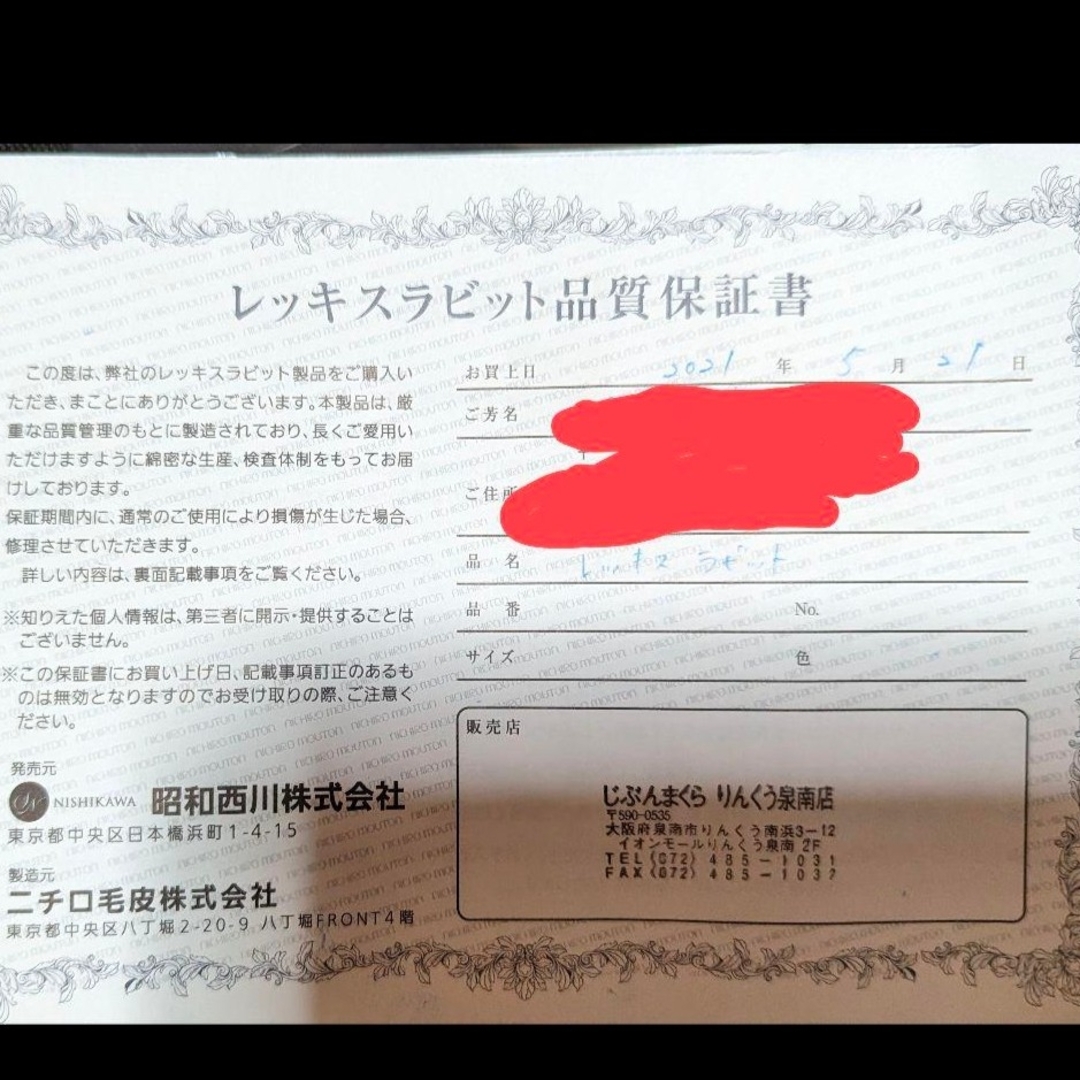 レッキスラビット品質保証書
この度は、弊社のレッキスラビット製品をご購入い
ただき、まことにありがとうございます。本製品は、厳
重な品質管理のもとに製造されており、長くご愛用い
ただけますように綿密な生産、検査体制をもってお届
けしております。
保証期間内に、通常のご使用により損傷が生じた場合、
修理させていただきます。
詳しい内容は、裏面記載事項をご覧ください。
※知りえた個人情報は、第三者に開示・提供することは
ございません。
※この保証書にお買い上げ日、記載事項訂正のあるも
のは無効となりますのでお受け取りの際、ご注意く
ださい。
発売元
NISHIKAWA 昭和西川株式会社
東京都中央区日本橋浜町1-4-15
製造元
ニチロ毛皮株式会社
東京都中央区八丁堀2-20-9 八丁堀FRONT4階
お買上日 2021 年 5 月 21 日
ご芳名
ご住所
品 名 レッキスラビット
品 番 No.
サイズ 色
販売店
じぶんまくら りんくう泉南店
〒590-0535
大阪府泉南市りんくう南浜3-12
イオンモールりんくう泉南 2F
TEL(072) 485-1031
FAX(072) 485-1032